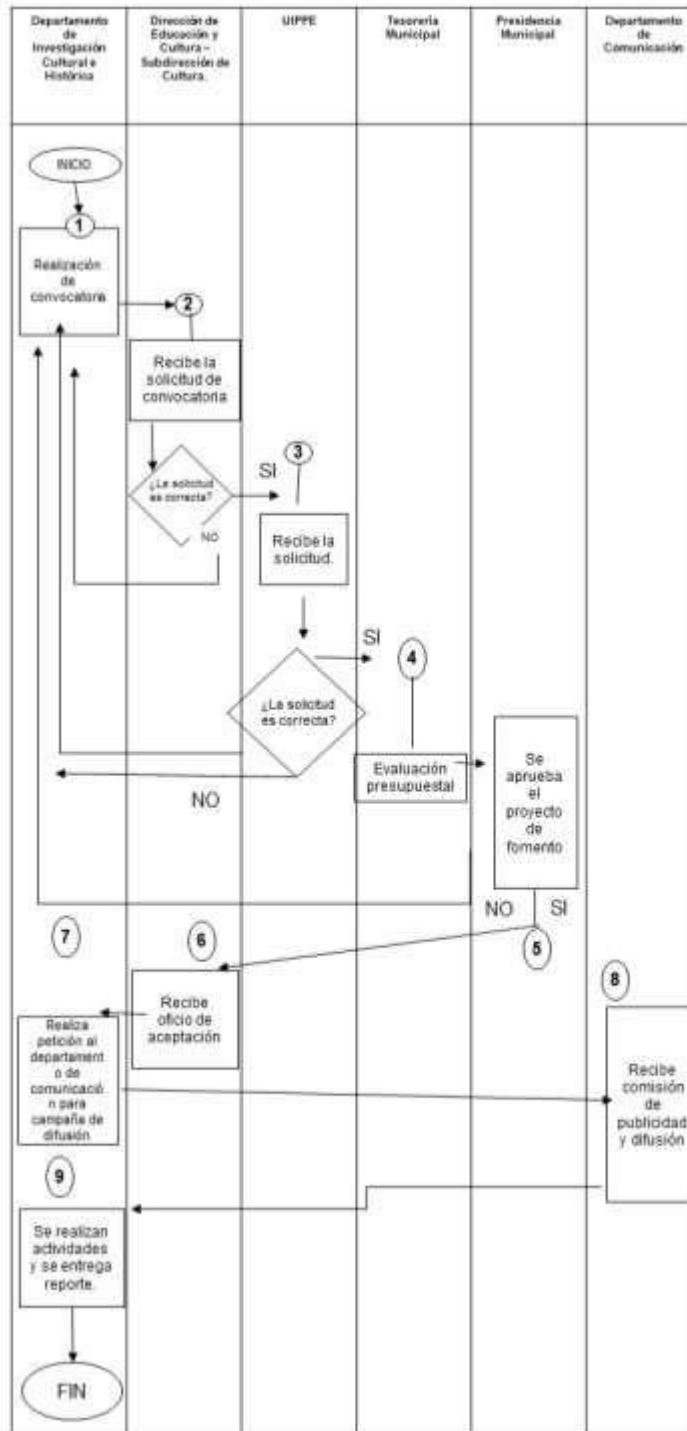 Departamento
de
Investigación
Cultural e
Histórica
Dirección de
Educación y
Cultura –
Subdirección de
Cultura.
UIPPE
Tesorería
Municipal
Presidencia
Municipal
Departamento
de
Comunicación
INICIO
1
Realización
de
convocatoria
2
Recibe la
solicitud de
convocatoria
¿La solicitud
es correcta?
SI
NO
3
Recibe la
solicitud.
¿La solicitud
es correcta?
SI
NO
4
Evaluación
presupuestal
Se
aprueba
el
proyecto
de
fomento
NO
SI
5
6
Recibe
oficio de
aceptación
7
Realiza
petición al
department
o de
comunicació
n para
campaña de
difusión
8
Recibe
comisión
de
publicidad
y difusión
9
Se realizan
actividades
y se entrega
reporte.
FIN